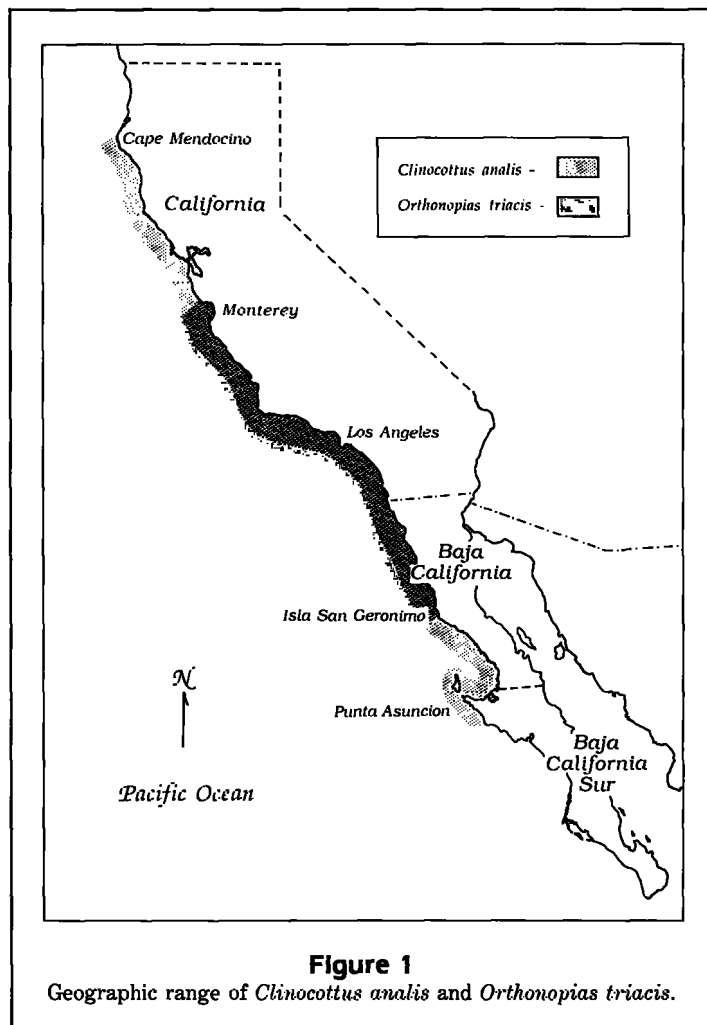 Cape Mendocino
California
Clinocottus analis -
Orthonopias triacis -
Monterey
Los Angeles
Baja
California
Isla San Geronimo
N
Punta Asuncion
Baja
California
Sur
Pacific Ocean
Figure 1
Geographic range of Clinocottus analis and Orthonopias triacis.